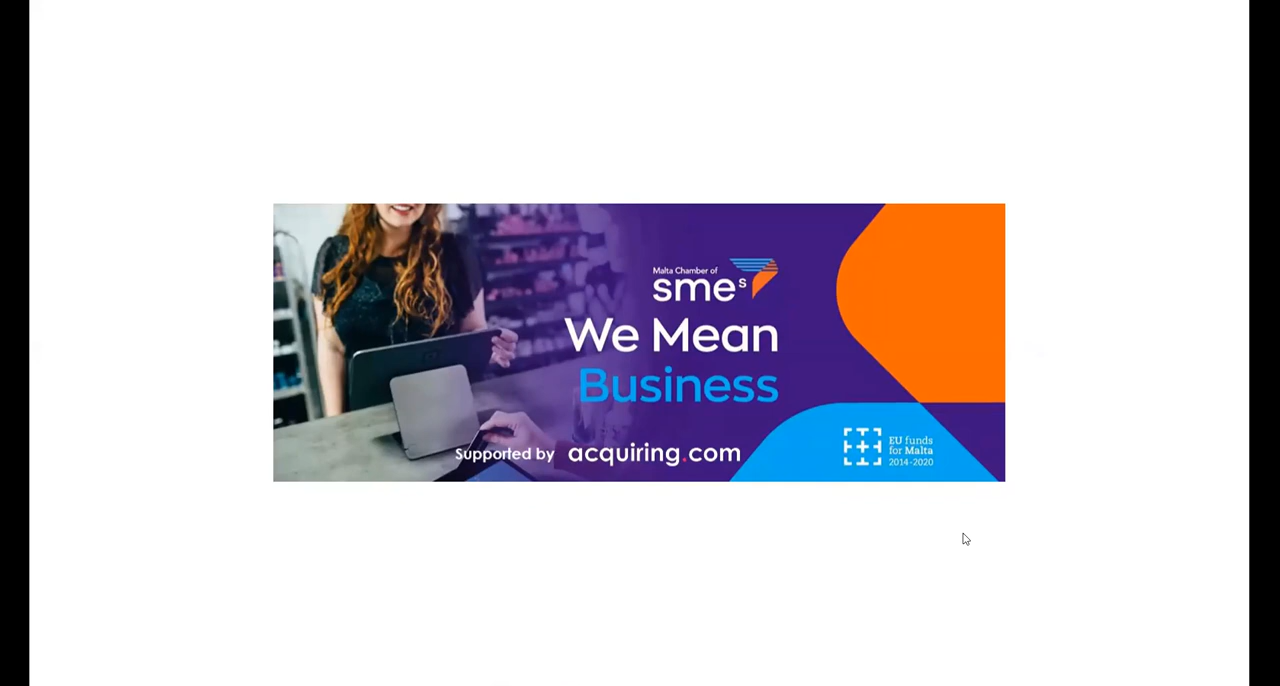 Malta Chamber of
smes
We Mean
Business
Supported by acquiring.com
EU funds
for Malta
2014-2020